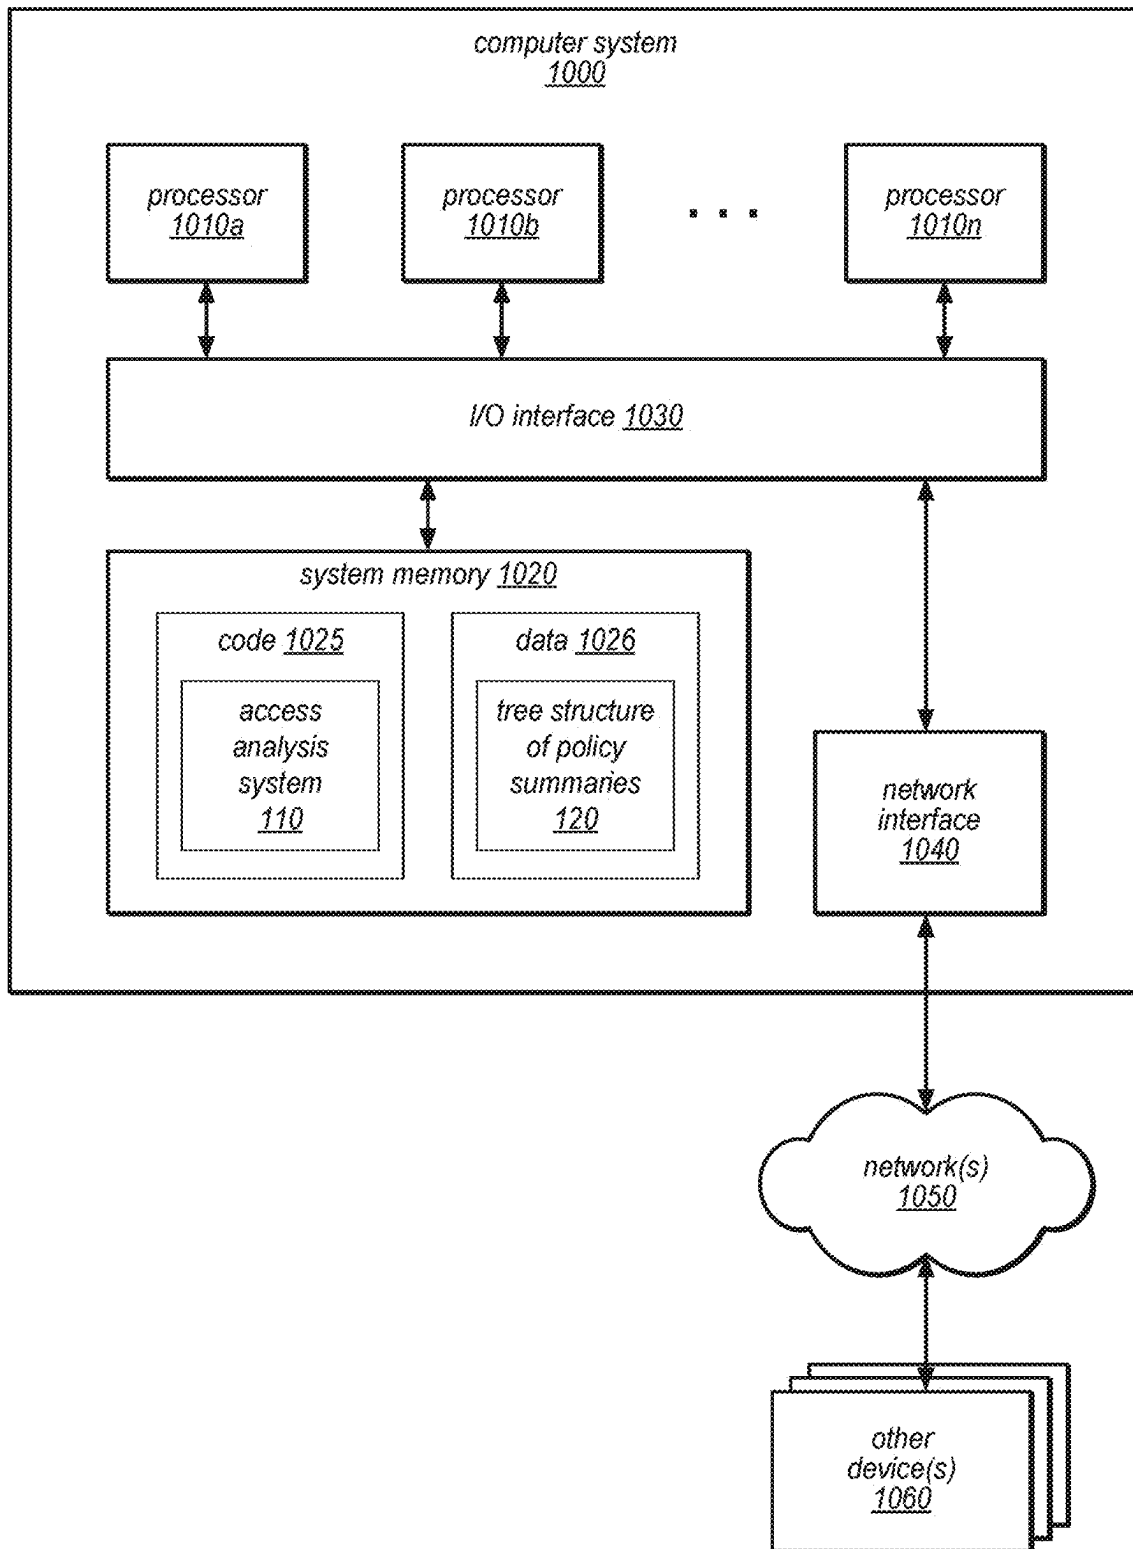 computer system
1000
processor
1010a
processor
1010b
. . .
processor
1010n
I/O interface 1030
system memory 1020
code 1025
access
analysis
system
110
data 1026
tree structure
of policy
summaries
120
network
interface
1040
network(s)
1050
other
device(s)
1060